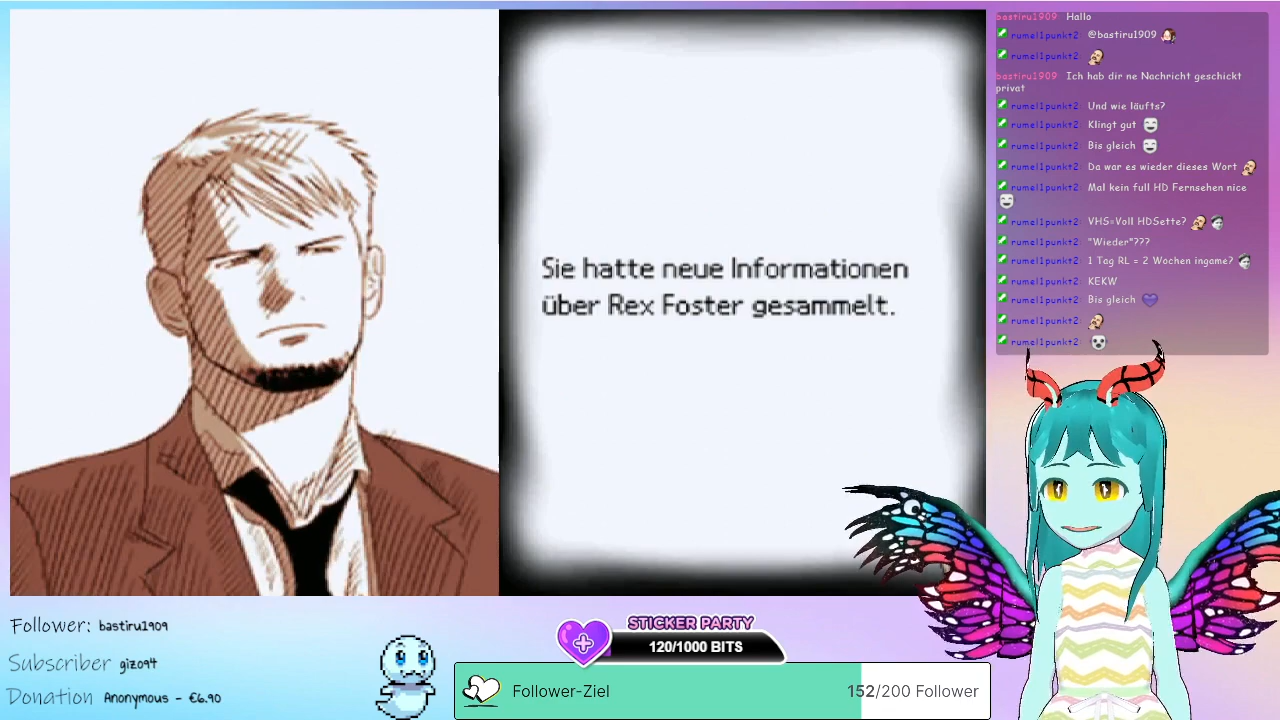 Sie hatte neue Informationen
über Rex Foster gesammelt.
bastiru1909: Hallo
rumel1punkt2: @bastiru1909
rumel1punkt2:
bastiru1909: Ich hab dir ne Nachricht geschickt
privat
rumel1punkt2: Und wie läufts?
rumel1punkt2: Klingt gut
rumel1punkt2: Bis gleich
rumel1punkt2: Da war es wieder dieses Wort
rumel1punkt2: Mal kein full HD Fernsehen nice
rumel1punkt2: VHS=Voll HDSette?
rumel1punkt2: "Wieder"???
rumel1punkt2: 1 Tag RL = 2 Wochen ingame?
rumel1punkt2: KEKW
rumel1punkt2: Bis gleich
rumel1punkt2:
rumel1punkt2:
Follower: bastiru1909
Subscriber gizo94
Donation Anonymous - €6.90
STICKER PARTY
120/1000 BITS
Follower-Ziel 152/200 Follower